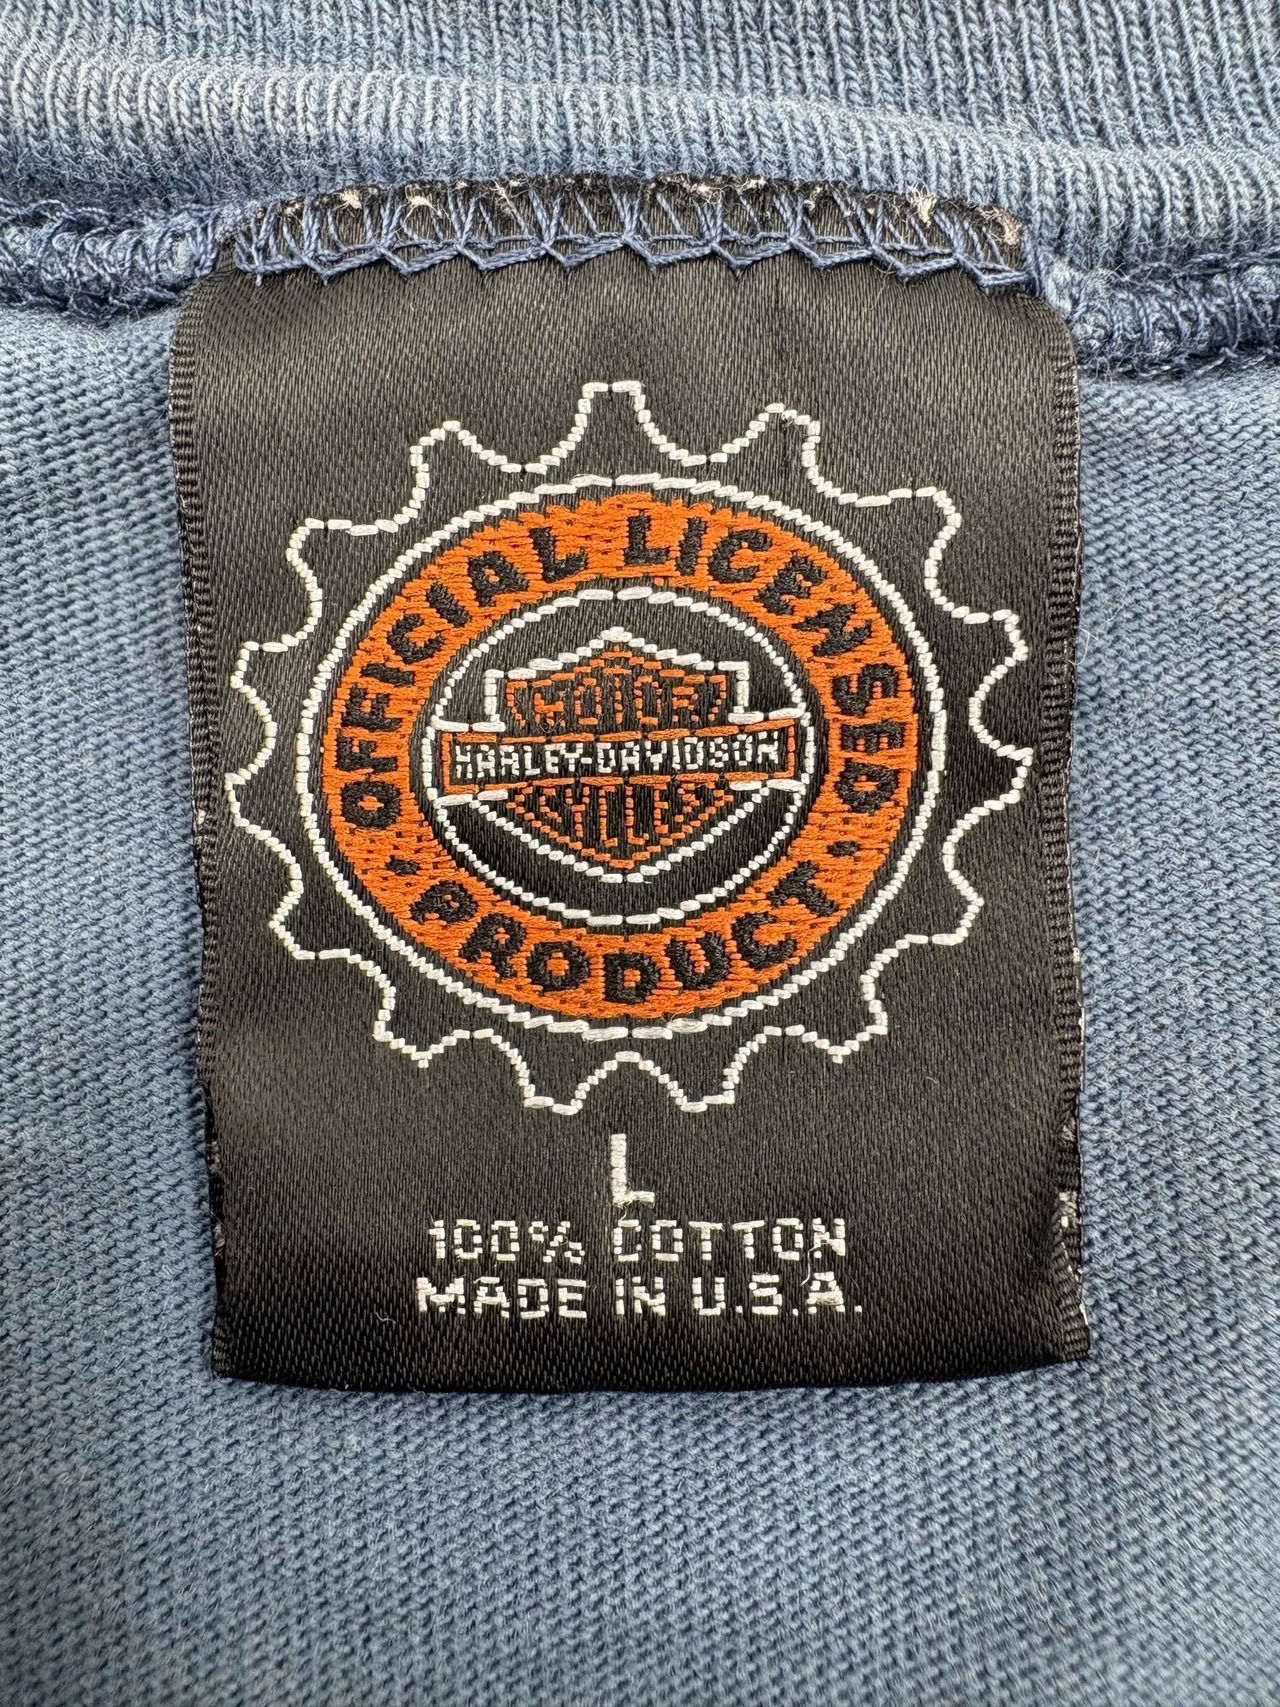 OFFICIAL LICENSED
MOTOR
HARLEY-DAVIDSON
CYCLES
PRODUCT
L
100% COTTON
MADE IN U.S.A.